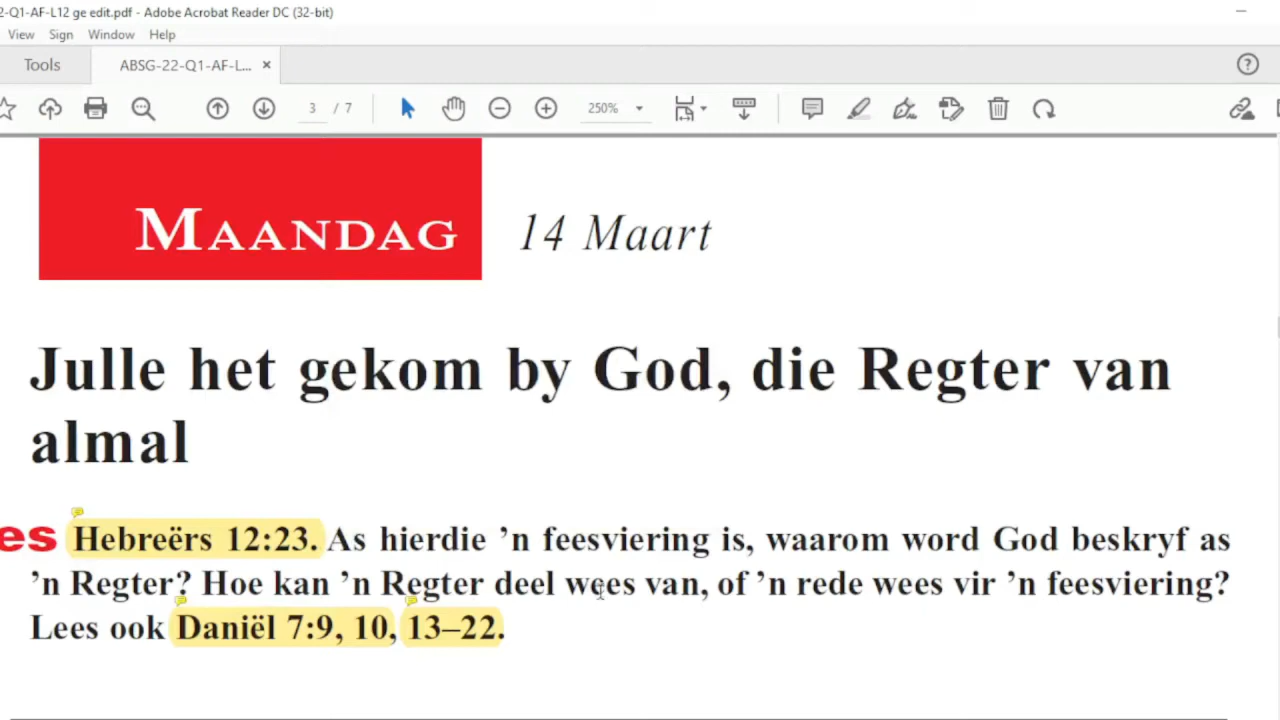 2-Q1-AF-L12 ge edit.pdf - Adobe Acrobat Reader DC (32-bit)
View Sign Window Help
Tools ABSG-22-Q1-AF-L... ×
3 / 7 250%
MAANDAG 14 Maart
Julle het gekom by God, die Regter van
almal
es Hebreërs 12:23. As hierdie ’n feesviering is, waarom word God beskryf as
’n Regter? Hoe kan ’n Regter deel wees van, of ’n rede wees vir ’n feesviering?
Lees ook Daniël 7:9, 10, 13–22.